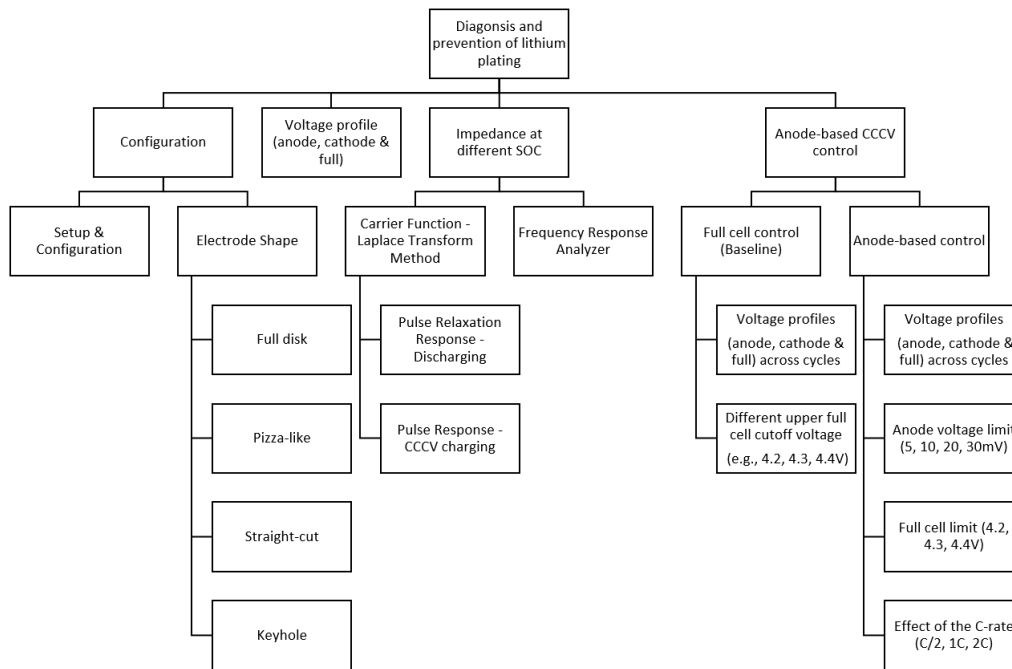 Diagonsis and
prevention of lithium
plating
Configuration
Voltage profile
(anode, cathode &
full)
Impedance at
different SOC
Anode-based CCCV
control
Setup &
Configuration
Electrode Shape
Carrier Function -
Laplace Transform
Method
Frequency Response
Analyzer
Full cell control
(Baseline)
Anode-based control
Full disk
Pulse Relaxation
Response -
Discharging
Voltage profiles
(anode, cathode &
full) across cycles
Voltage profiles
(anode, cathode &
full) across cycles
Pizza-like
Pulse Response -
CCCV charging
Different upper full
cell cutoff voltage
(e.g., 4.2, 4.3, 4.4V)
Anode voltage limit
(5, 10, 20, 30mV)
Straight-cut
Full cell limit (4.2,
4.3, 4.4V)
Keyhole
Effect of the C-rate
(C/2, 1C, 2C)